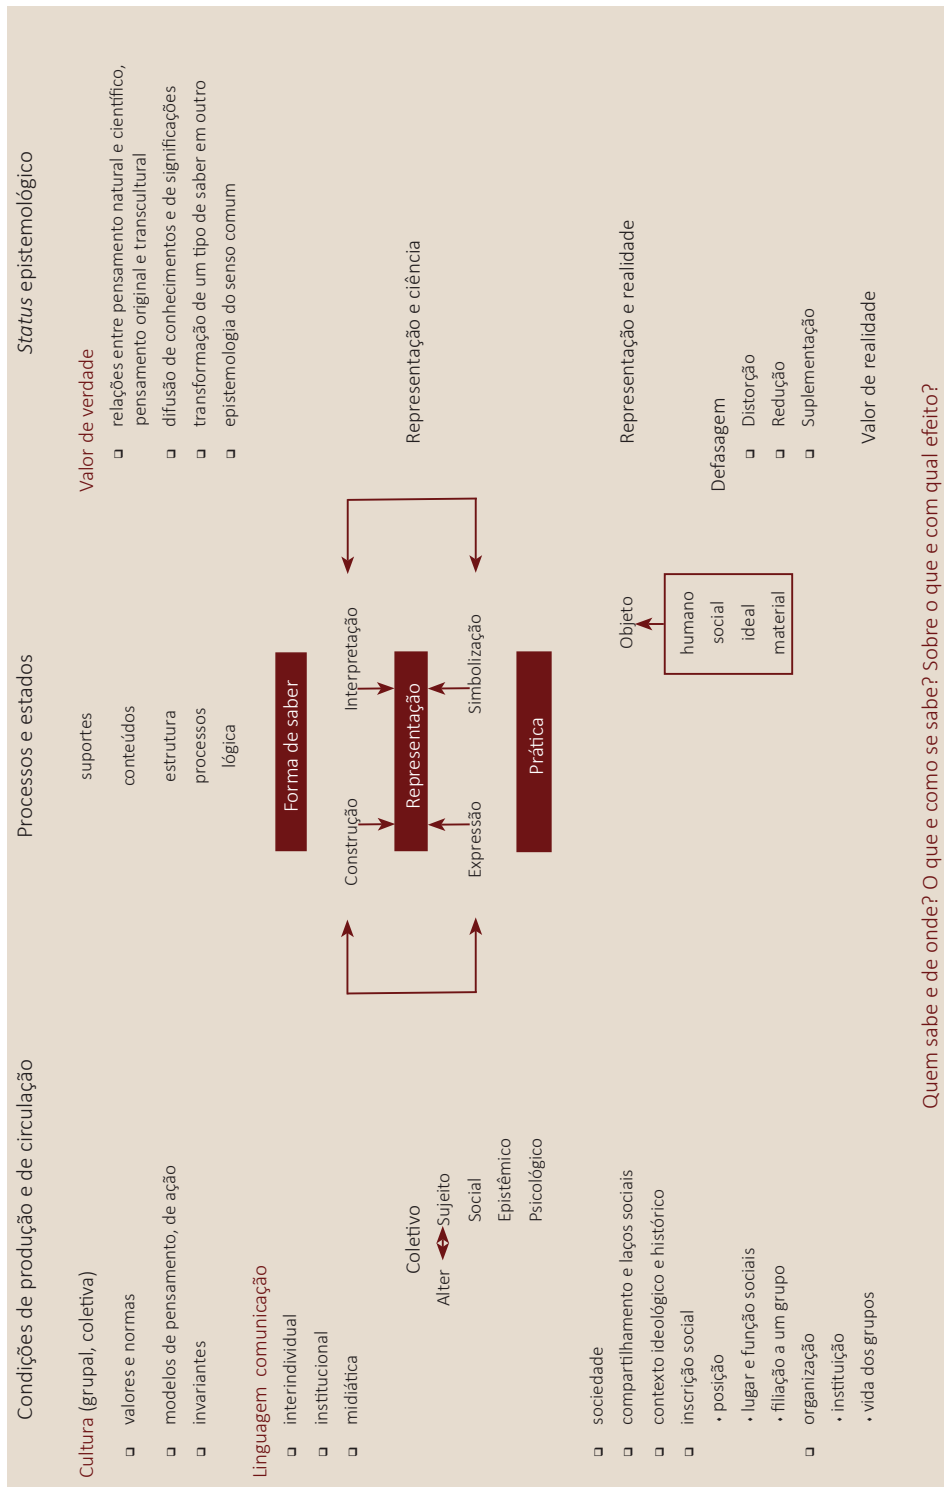 Condições de produção e de circulação
Cultura (grupal, coletiva)
valores e normas
modelos de pensamento, de ação
invariantes
Linguagem comunicação
interindividual
institucional
midiática
Coletivo
Alter Sujeito
Social
Epistêmico
Psicológico
sociedade
compartilhamento e laços sociais
contexto ideológico e histórico
inscrição social
• posição
• lugar e função sociais
• filiação a um grupo
organização
• instituição
• vida dos grupos
Processos e estados
suportes
conteúdos
estrutura
processos
lógica
Forma de saber
Construção Interpretação
Representação
Expressão Simbolização
Prática
Objeto
humano
social
ideal
material
Status epistemológico
Valor de verdade
relações entre pensamento natural e científico,
pensamento original e transcultural
difusão de conhecimentos e de significações
transformação de um tipo de saber em outro
epistemologia do senso comum
Representação e ciência
Representação e realidade
Defasagem
Distorção
Redução
Suplementação
Valor de realidade
Quem sabe e de onde? O que e como se sabe? Sobre o que e com qual efeito?